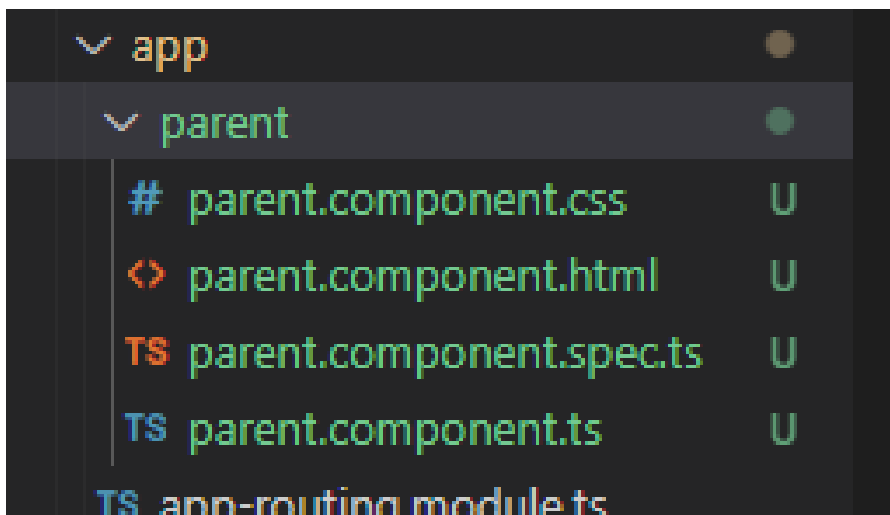 app
parent
# parent.component.css U
<> parent.component.html U
TS parent.component.spec.ts U
TS parent.component.ts U
TS app-routing.module.ts